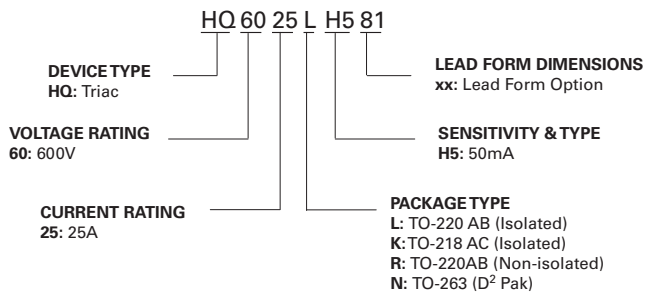 HQ 60 25 L H5 81
DEVICE TYPE
HQ: Triac
VOLTAGE RATING
60: 600V
CURRENT RATING
25: 25A
LEAD FORM DIMENSIONS
xx: Lead Form Option
SENSITIVITY & TYPE
H5: 50mA
PACKAGE TYPE
L: TO-220 AB (Isolated)
K: TO-218 AC (Isolated)
R: TO-220AB (Non-isolated)
N: TO-263 (D² Pak)